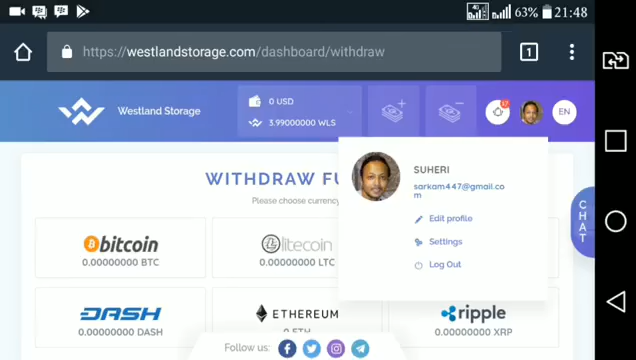 63% 21:48
https://westlandstorage.com/dashboard/withdraw
1
Westland Storage
0 USD
3.99000000 WLS
EN
SUHERI
sarkam447@gmail.co
m
Edit profile
Settings
Log Out
WITHDRAW FU
Please choose currency
bitcoin
0.00000000 BTC
litecoin
0.00000000 LTC
DASH
0.00000000 DASH
ETHEREUM
0 ETH
ripple
0.00000000 XRP
CHAT
Follow us: